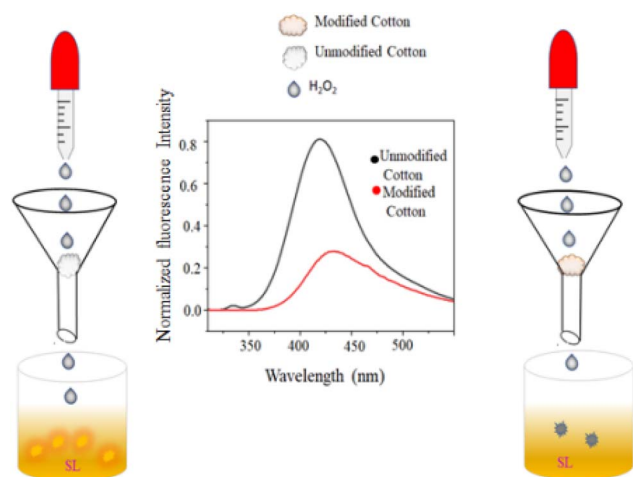 Modified Cotton
Unmodified Cotton
H₂O₂
Normalized fluorescence Intensity
0.8
0.6
0.4
0.2
0.0
Unmodified
Cotton
Modified
Cotton
350
400
450
500
Wavelength (nm)
SL
SL